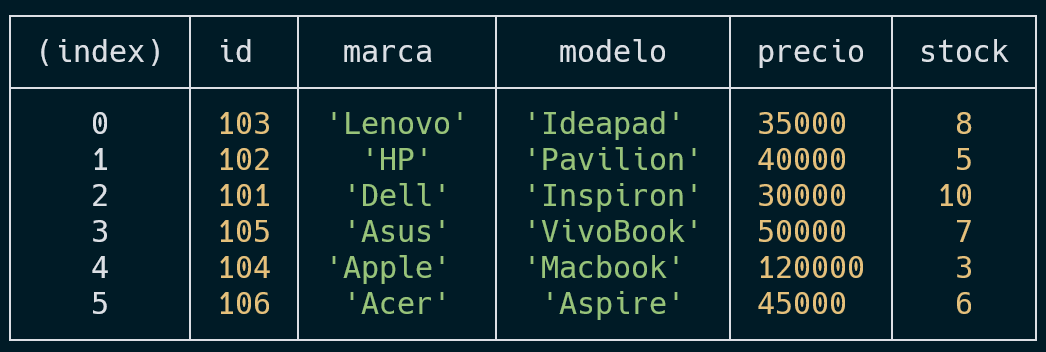 (index) id marca modelo precio stock
0 103 'Lenovo' 'Ideapad' 35000 8
1 102 'HP' 'Pavilion' 40000 5
2 101 'Dell' 'Inspiron' 30000 10
3 105 'Asus' 'VivoBook' 50000 7
4 104 'Apple' 'Macbook' 120000 3
5 106 'Acer' 'Aspire' 45000 6